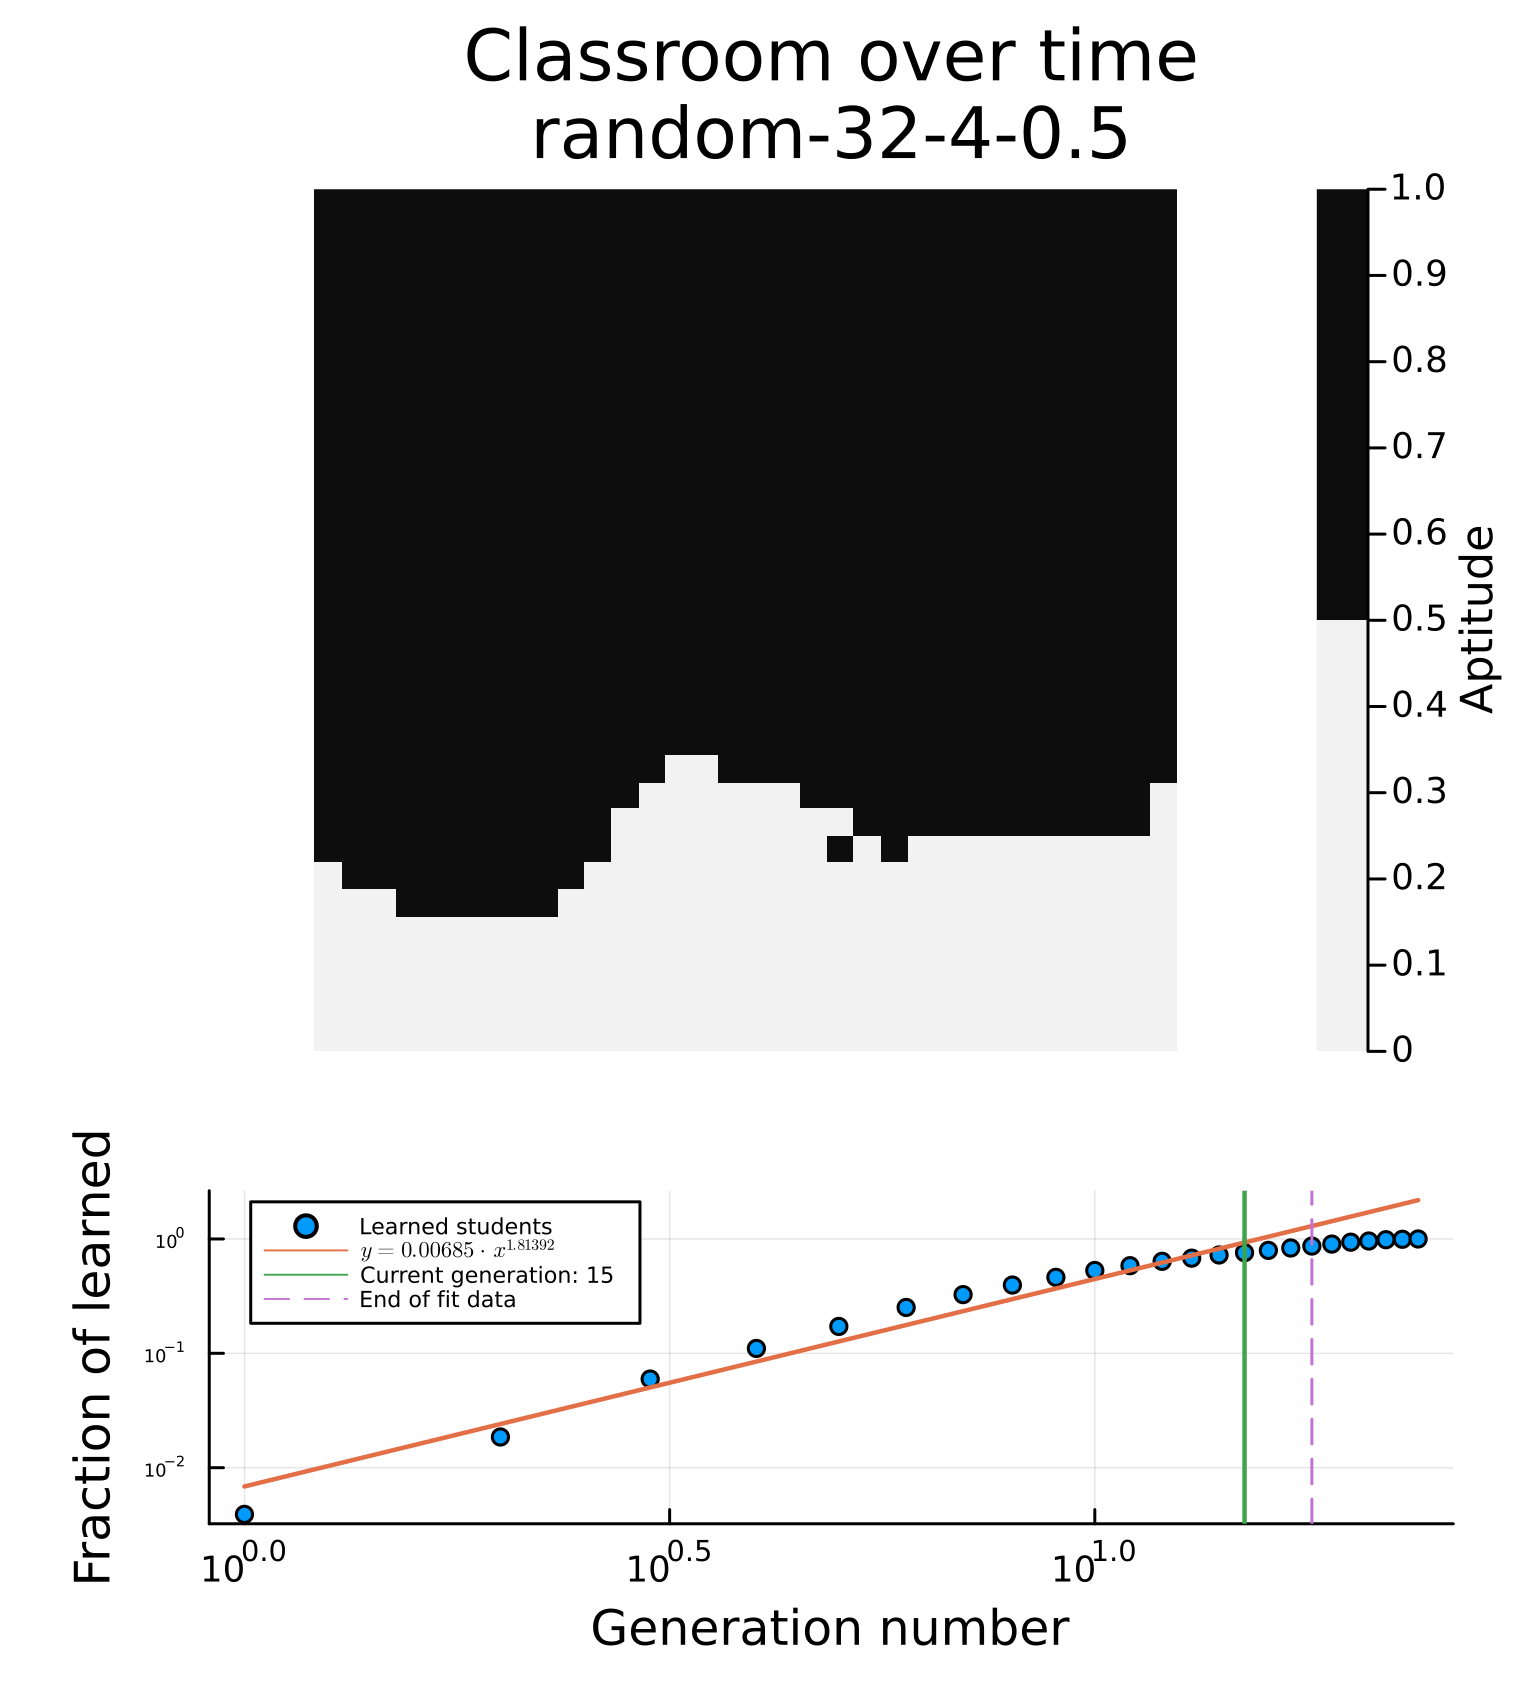 Classroom over time
random-32-4-0.5
1.0
0.9
0.8
0.7
0.6
0.5
0.4
0.3
0.2
0.1
0
Aptitude
Fraction of learned
10⁰
10⁻¹
10⁻²
Learned students
y = 0.00685 · x^1.81392
Current generation: 15
End of fit data
10^0.0
10^0.5
10^1.0
Generation number